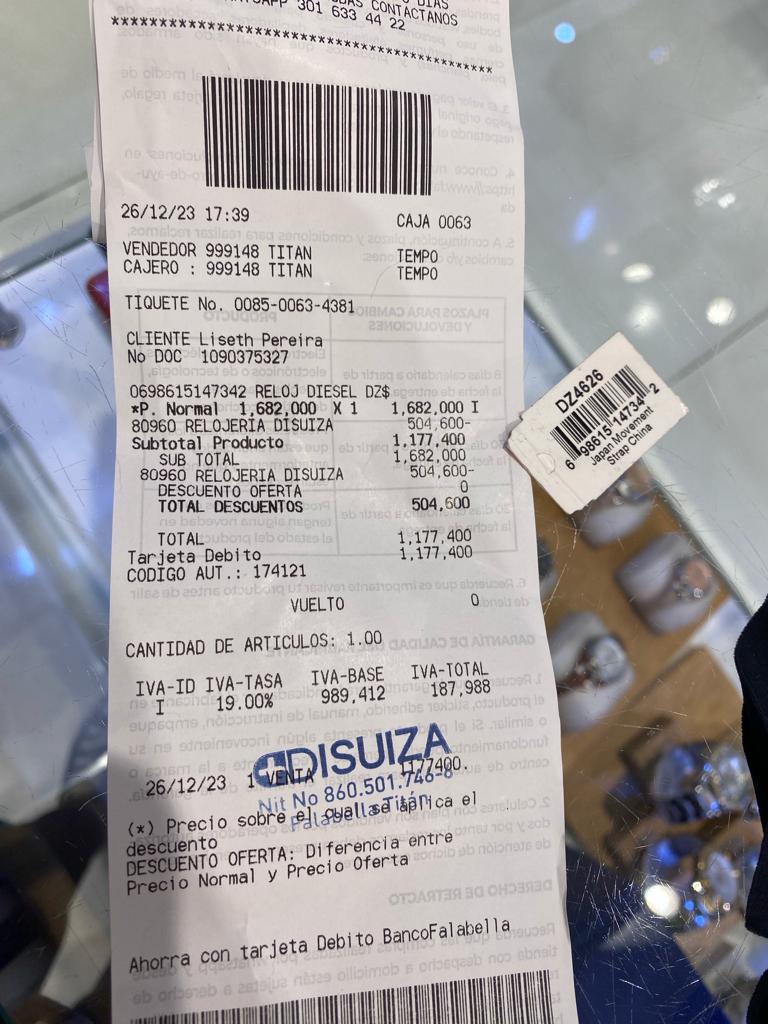 CONTACTANOS
301 633 44 22
26/12/23 17:39 CAJA 0063
VENDEDOR 999148 TITAN TEMPO
CAJERO : 999148 TITAN TEMPO
TIQUETE No. 0085-0063-4381
CLIENTE Liseth Pereira
No DOC 1090375327
0698615147342 RELOJ DIESEL DZ$
*P. Normal 1,682,000 X 1 1,682,000 I
80960 RELOJERIA DISUIZA 504,600-
Subtotal Producto 1,177,400
SUB TOTAL 1,682,000
80960 RELOJERIA DISUIZA 504,600-
DESCUENTO OFERTA 0
TOTAL DESCUENTOS 504,600
TOTAL 1,177,400
Tarjeta Debito 1,177,400
CODIGO AUT.: 174121
VUELTO 0
CANTIDAD DE ARTICULOS: 1.00
IVA-ID IVA-TASA IVA-BASE IVA-TOTAL
I 19.00% 989,412 187,988
DISUIZA
26/12/23 1 VENTA 1177400.
Nit No 860.501.746-8
Falabella Titán
(*) Precio sobre el cual se aplica el
descuento
DESCUENTO OFERTA: Diferencia entre
Precio Normal y Precio Oferta
Ahorra con tarjeta Debito BancoFalabella
DZ4626
6 98615 14734 2
Japan Movement
Strap China